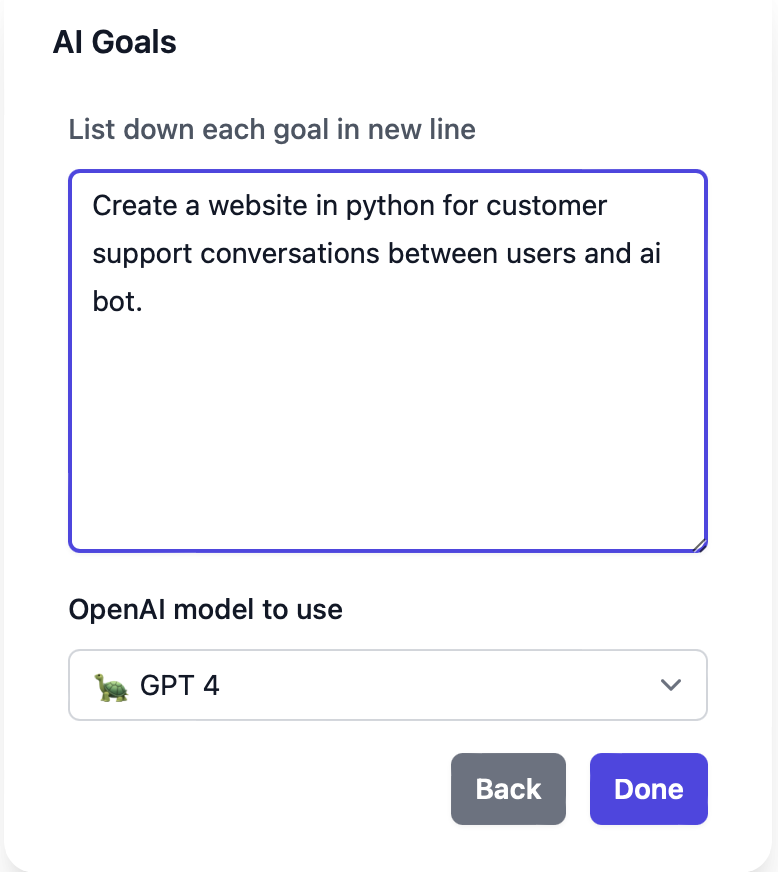 AI Goals
List down each goal in new line
Create a website in python for customer
support conversations between users and ai
bot.
OpenAI model to use
🐢 GPT 4
Back
Done